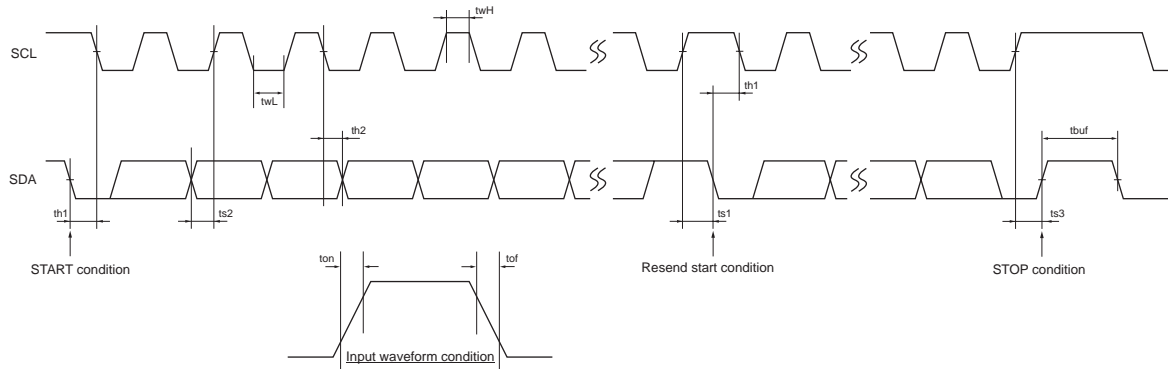 twH
SCL
twL
th1
th2
tbuf
SDA
th1
ts2
ts1
ts3
START condition
Resend start condition
STOP condition
ton
tof
Input waveform condition